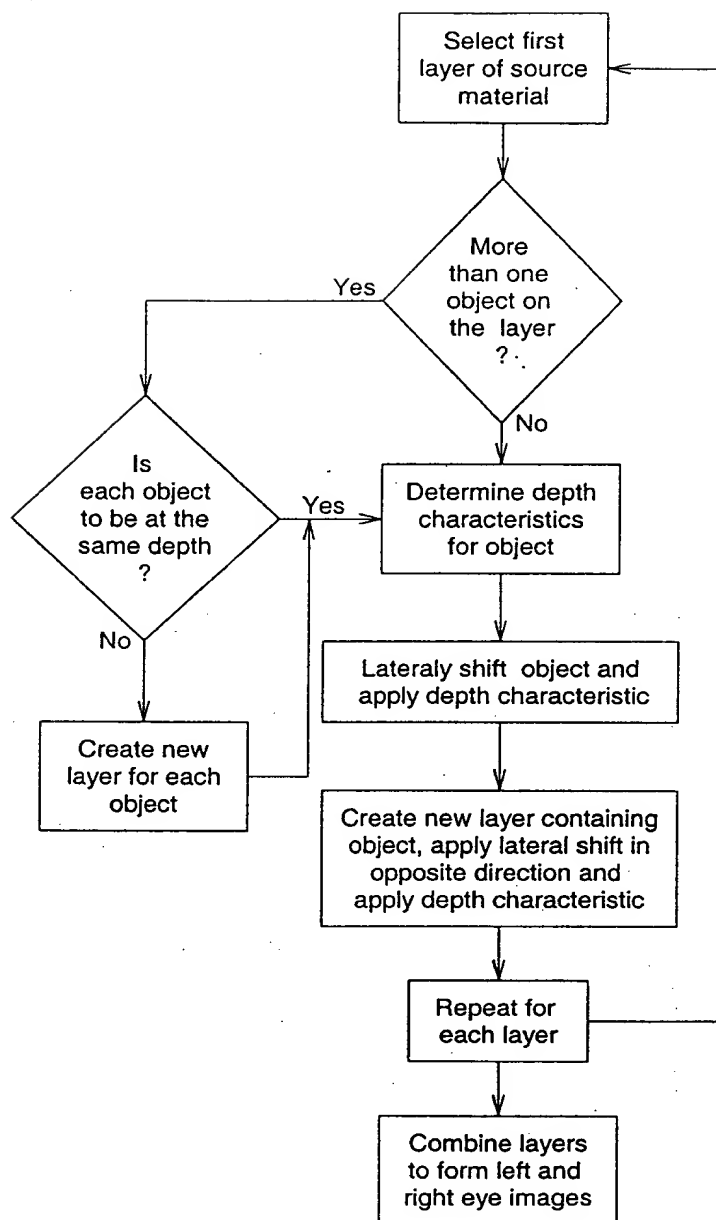 Select first
layer of source
material
More
than one
object on
the layer
?
Yes
No
Is
each object
to be at the
same depth
?
Yes
No
Determine depth
characteristics
for object
Create new
layer for each
object
Lateraly shift object and
apply depth characteristic
Create new layer containing
object, apply lateral shift in
opposite direction and
apply depth characteristic
Repeat for
each layer
Combine layers
to form left and
right eye images